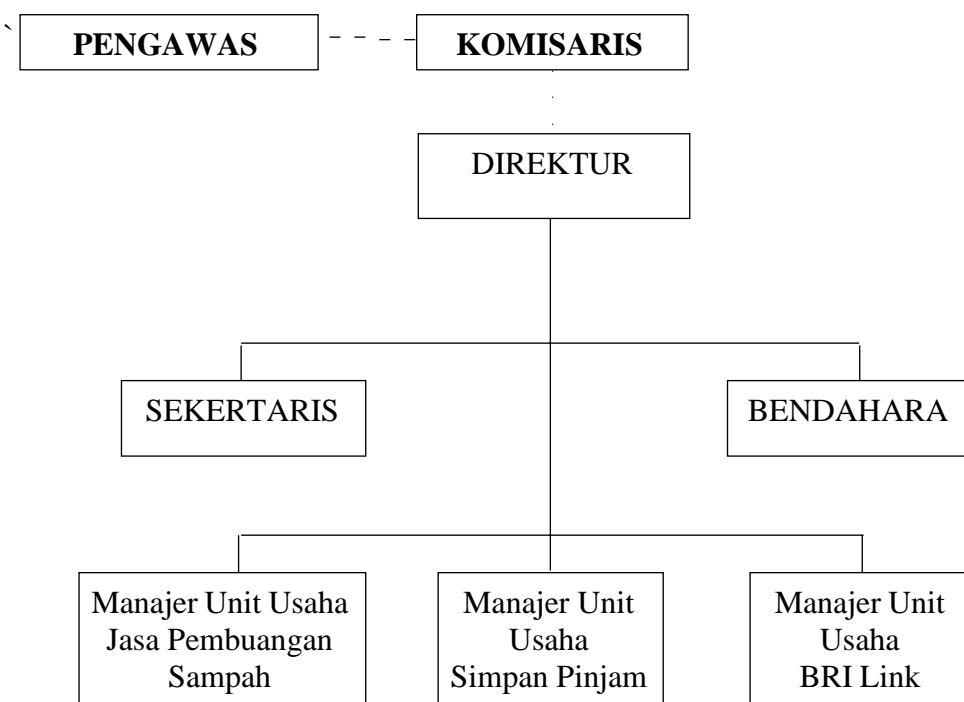 `
PENGAWAS
KOMISARIS
DIREKTUR
SEKERTARIS
BENDAHARA
Manajer Unit Usaha
Jasa Pembuangan
Sampah
Manajer Unit
Usaha
Simpan Pinjam
Manajer Unit
Usaha
BRI Link